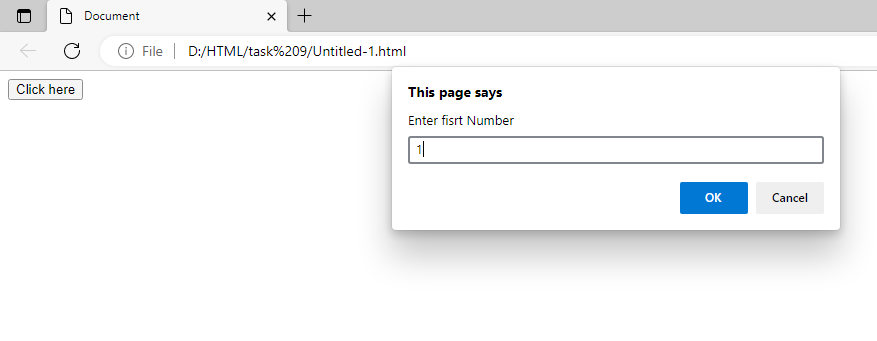 Document
File
D:/HTML/task%209/Untitled-1.html
Click here
This page says
Enter fisrt Number
1
OK
Cancel